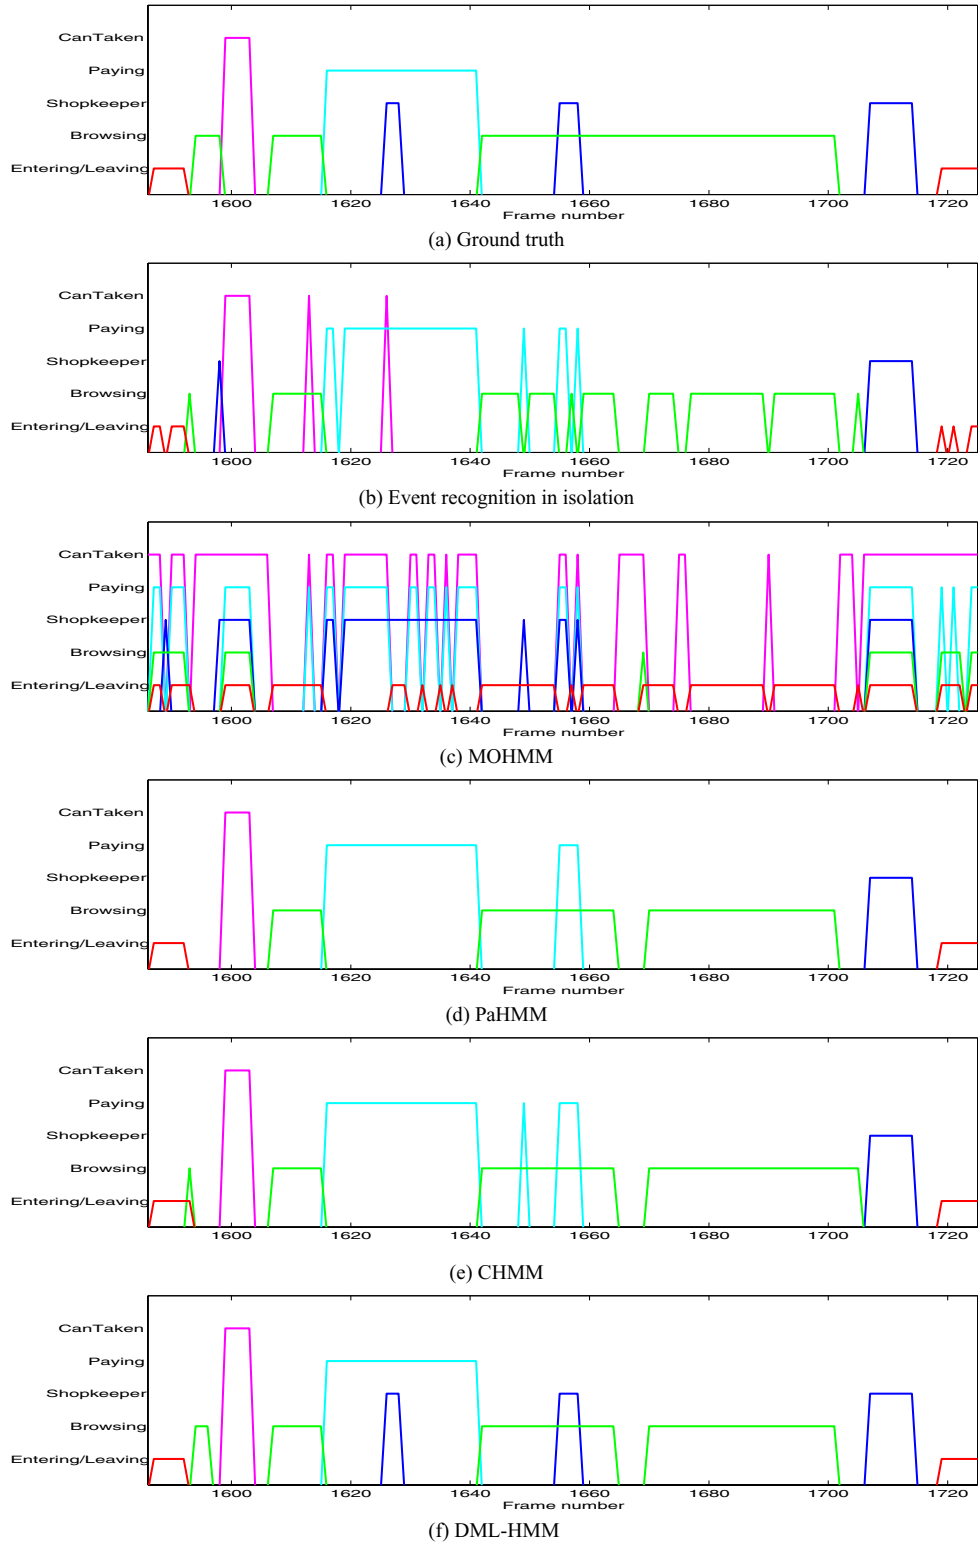 CanTaken
Paying
Shopkeeper
Browsing
Entering/Leaving
1600 1620 1640 1660 1680 1700 1720
Frame number
(a) Ground truth
CanTaken
Paying
Shopkeeper
Browsing
Entering/Leaving
1600 1620 1640 1660 1680 1700 1720
(b) Event recognition in isolation
CanTaken
Paying
Shopkeeper
Browsing
Entering/Leaving
1600 1620 1640 1660 1680 1700 1720
(c) MOHMM
CanTaken
Paying
Shopkeeper
Browsing
Entering/Leaving
1600 1620 1640 1660 1680 1700 1720
Frame number
(d) PaHMM
CanTaken
Paying
Shopkeeper
Browsing
Entering/Leaving
1600 1620 1640 1660 1680 1700 1720
(e) CHMM
CanTaken
Paying
Shopkeeper
Browsing
Entering/Leaving
1600 1620 1640 1660 1680 1700 1720
Frame number
(f) DML-HMM